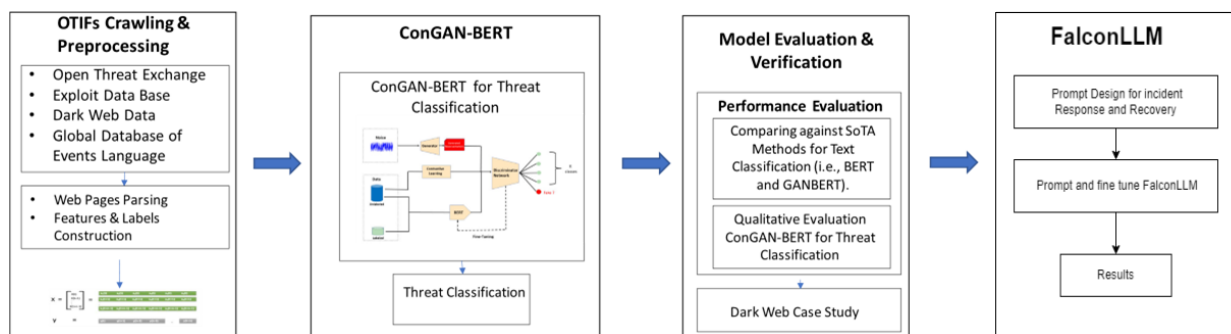 OTIFs Crawling &
Preprocessing
• Open Threat Exchange
• Exploit Data Base
• Dark Web Data
• Global Database of
Events Language
• Web Pages Parsing
• Features & Labels
Construction
X =
=
Y =
ConGAN-BERT
ConGAN-BERT for Threat
Classification
Noise
Generator
Data
Discriminator
Network
BERT
Fine Tuning
Threat Classification
Model Evaluation &
Verification
Performance Evaluation
Comparing against SoTA
Methods for Text
Classification (i.e., BERT
and GANBERT).
Qualitative Evaluation
ConGAN-BERT for Threat
Classification
Dark Web Case Study
FalconLLM
Prompt Design for incident
Response and Recovery
Prompt and fine tune FalconLLM
Results